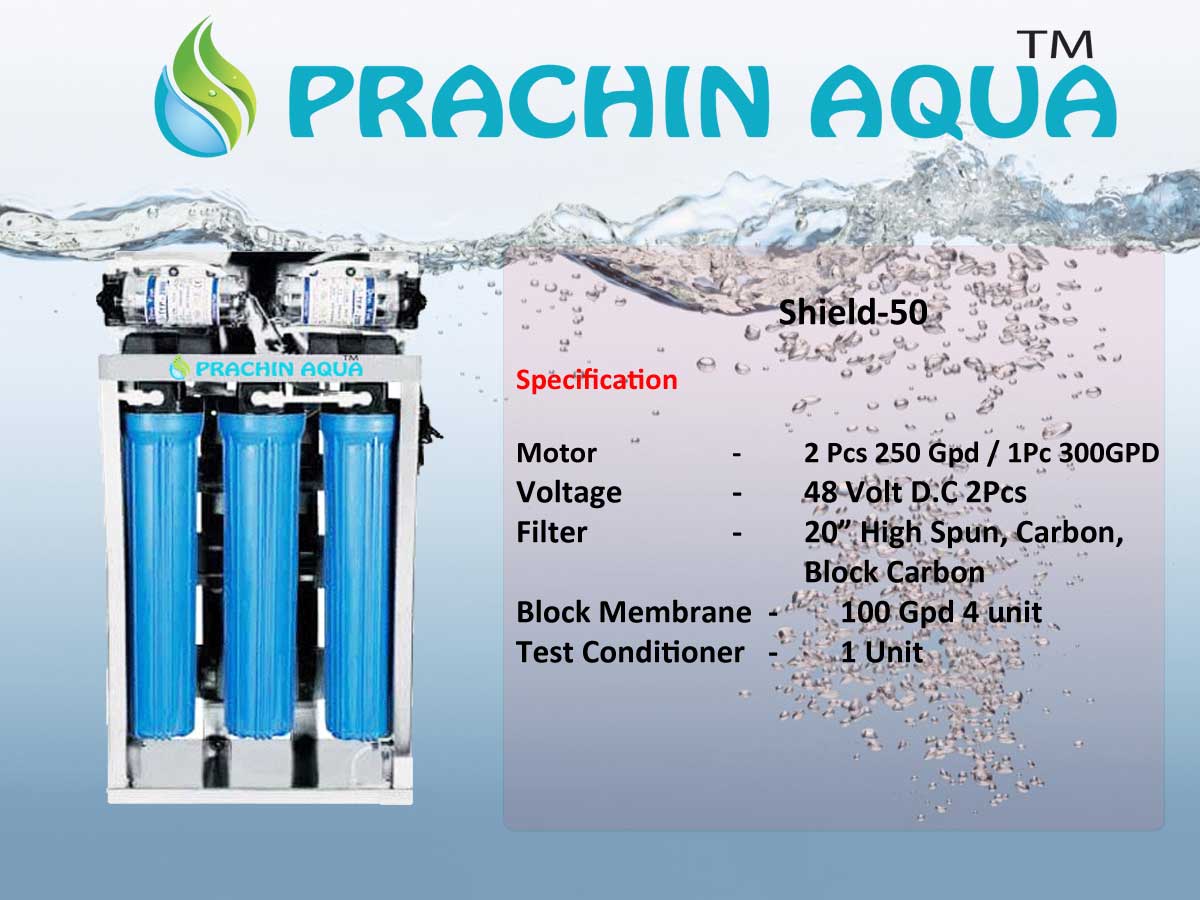 PRACHIN AQUA TM
PRACHIN AQUA TM
Shield-50
Specification
Motor - 2 Pcs 250 Gpd / 1Pc 300GPD
Voltage - 48 Volt D.C 2Pcs
Filter - 20” High Spun, Carbon,
Block Carbon
Block Membrane - 100 Gpd 4 unit
Test Conditioner - 1 Unit